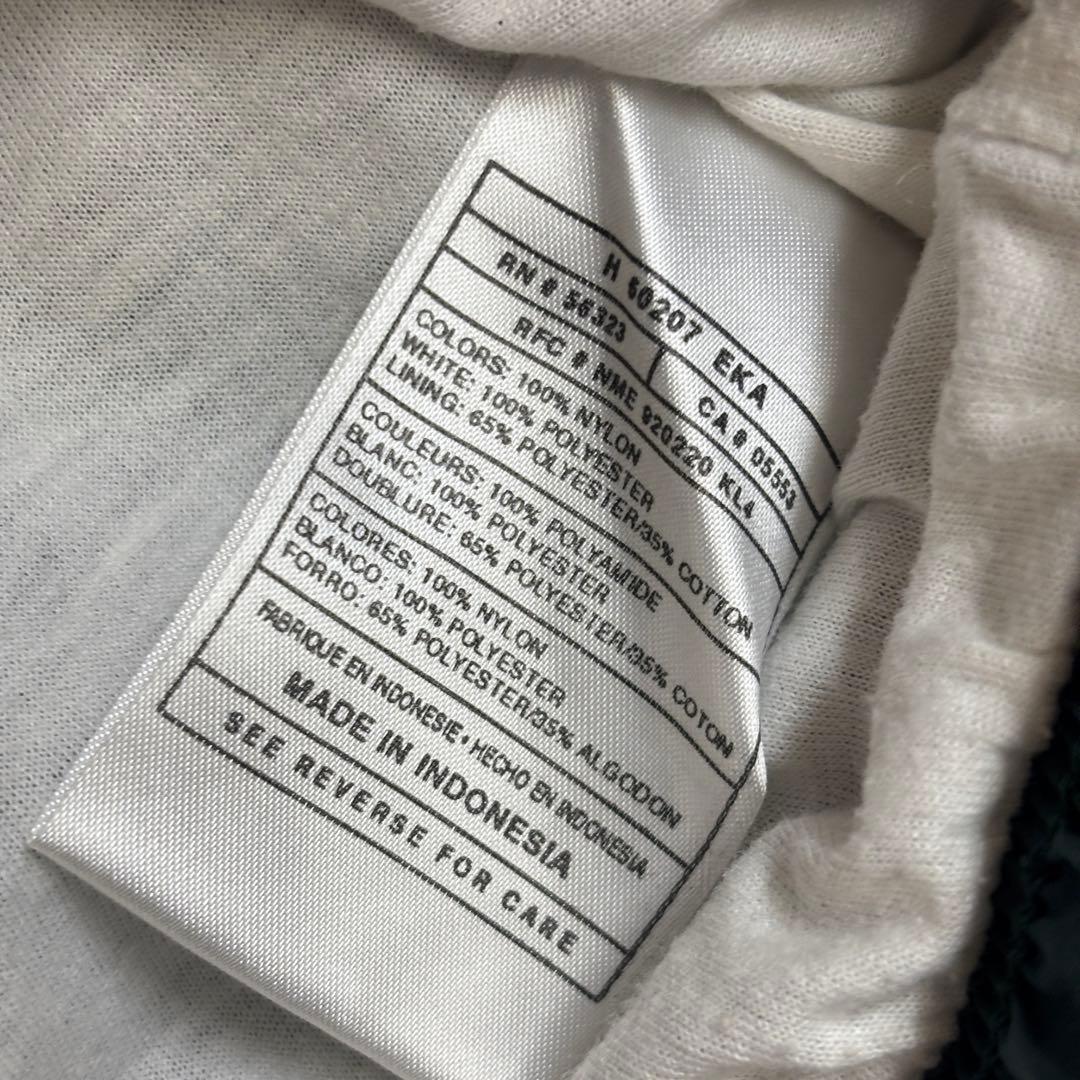 H 60207 EKA
RN # 56323 CA # 05553
RFC # NME 920220 KL4
COLORS: 100% NYLON
WHITE: 100% POLYESTER
LINING: 65% POLYESTER/35% COTTON
COULEURS: 100% POLYAMIDE
BLANC: 100% POLYESTER
DOUBLURE: 65% POLYESTER/35% COTON
COLORES: 100% NYLON
BLANCO: 100% POLYESTER
FORRO: 65% POLYESTER/35% ALGODON
FABRIQUE EN INDONESIE • HECHO EN INDONESIA
MADE IN INDONESIA
SEE REVERSE FOR CARE